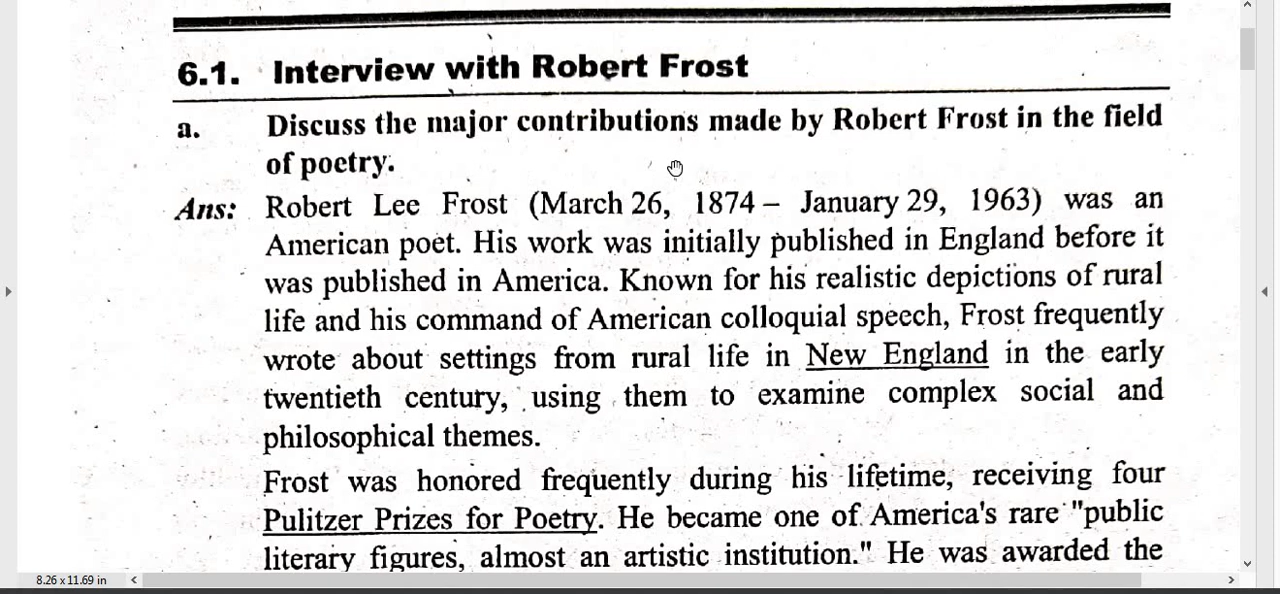 6.1. Interview with Robert Frost
a. Discuss the major contributions made by Robert Frost in the field
of poetry.
Ans: Robert Lee Frost (March 26, 1874 – January 29, 1963) was an
American poet. His work was initially published in England before it
was published in America. Known for his realistic depictions of rural
life and his command of American colloquial speech, Frost frequently
wrote about settings from rural life in New England in the early
twentieth century, using them to examine complex social and
philosophical themes.
Frost was honored frequently during his lifetime, receiving four
Pulitzer Prizes for Poetry. He became one of America's rare "public
literary figures, almost an artistic institution." He was awarded the
8.26 x 11.69 in